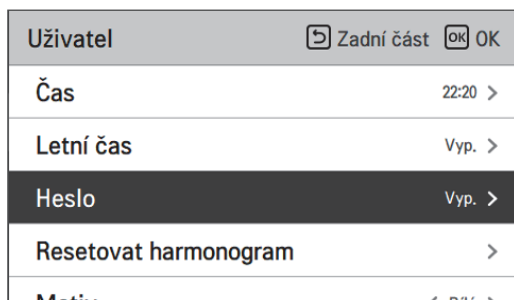 Uživatel Zadní část OK OK
Čas 22:20 >
Letní čas Vyp. >
Heslo Vyp. >
Resetovat harmonogram >